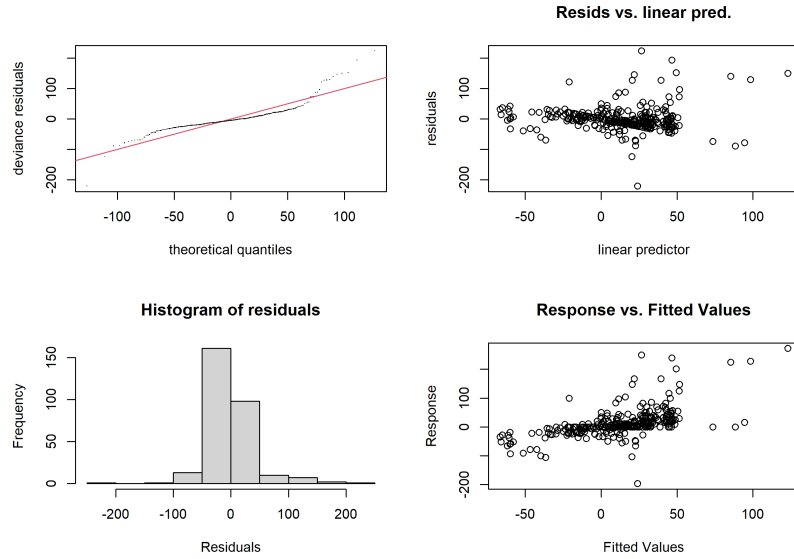 deviance residuals
100
0
-200
-100
-50
0
50
100
theoretical quantiles
Resids vs. linear pred.
residuals
100
0
-200
-50
0
50
100
linear predictor
Histogram of residuals
Frequency
150
100
50
0
-200
-100
0
100
200
Residuals
Response vs. Fitted Values
Response
100
0
-200
-50
0
50
100
Fitted Values